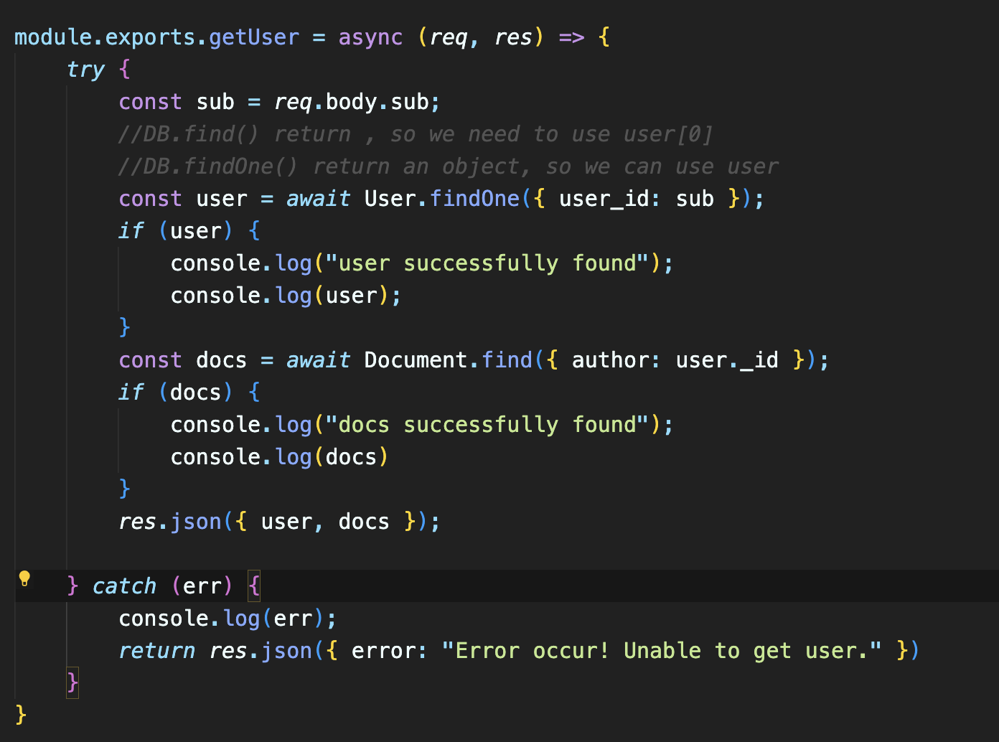 module.exports.getUser = async (req, res) => {
    try {
        const sub = req.body.sub;
        //DB.find() return , so we need to use user[0]
        //DB.findOne() return an object, so we can use user
        const user = await User.findOne({ user_id: sub });
        if (user) {
            console.log("user successfully found");
            console.log(user);
        }
        const docs = await Document.find({ author: user._id });
        if (docs) {
            console.log("docs successfully found");
            console.log(docs)
        }
        res.json({ user, docs });

    } catch (err) {
        console.log(err);
        return res.json({ error: "Error occur! Unable to get user." })
    }
}